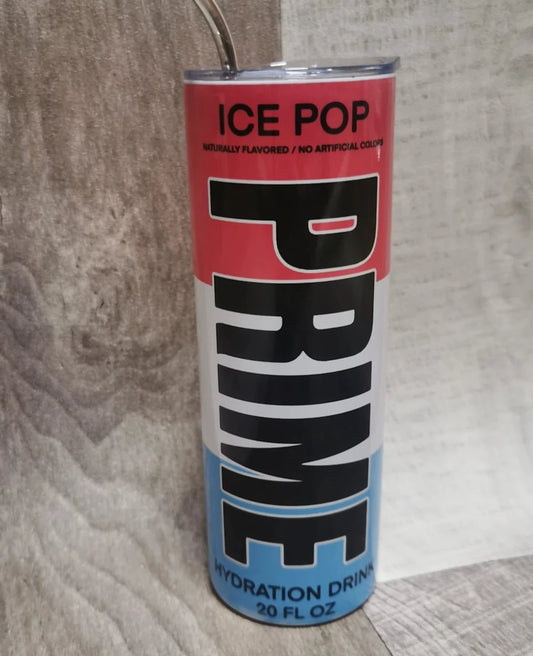 ICE POP
NATURALLY FLAVORED / NO ARTIFICIAL COLORS
PRIME
HYDRATION DRINK
20 FL OZ